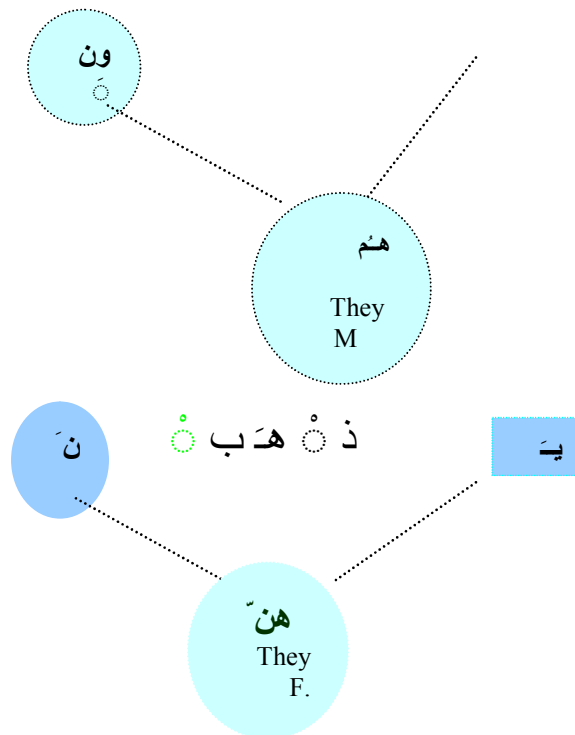 ون
◌َ
هـُم
They
M
ذ ◌ْ هـَ ب ◌ْ
نَ
يـَ
هنّ
They
F.